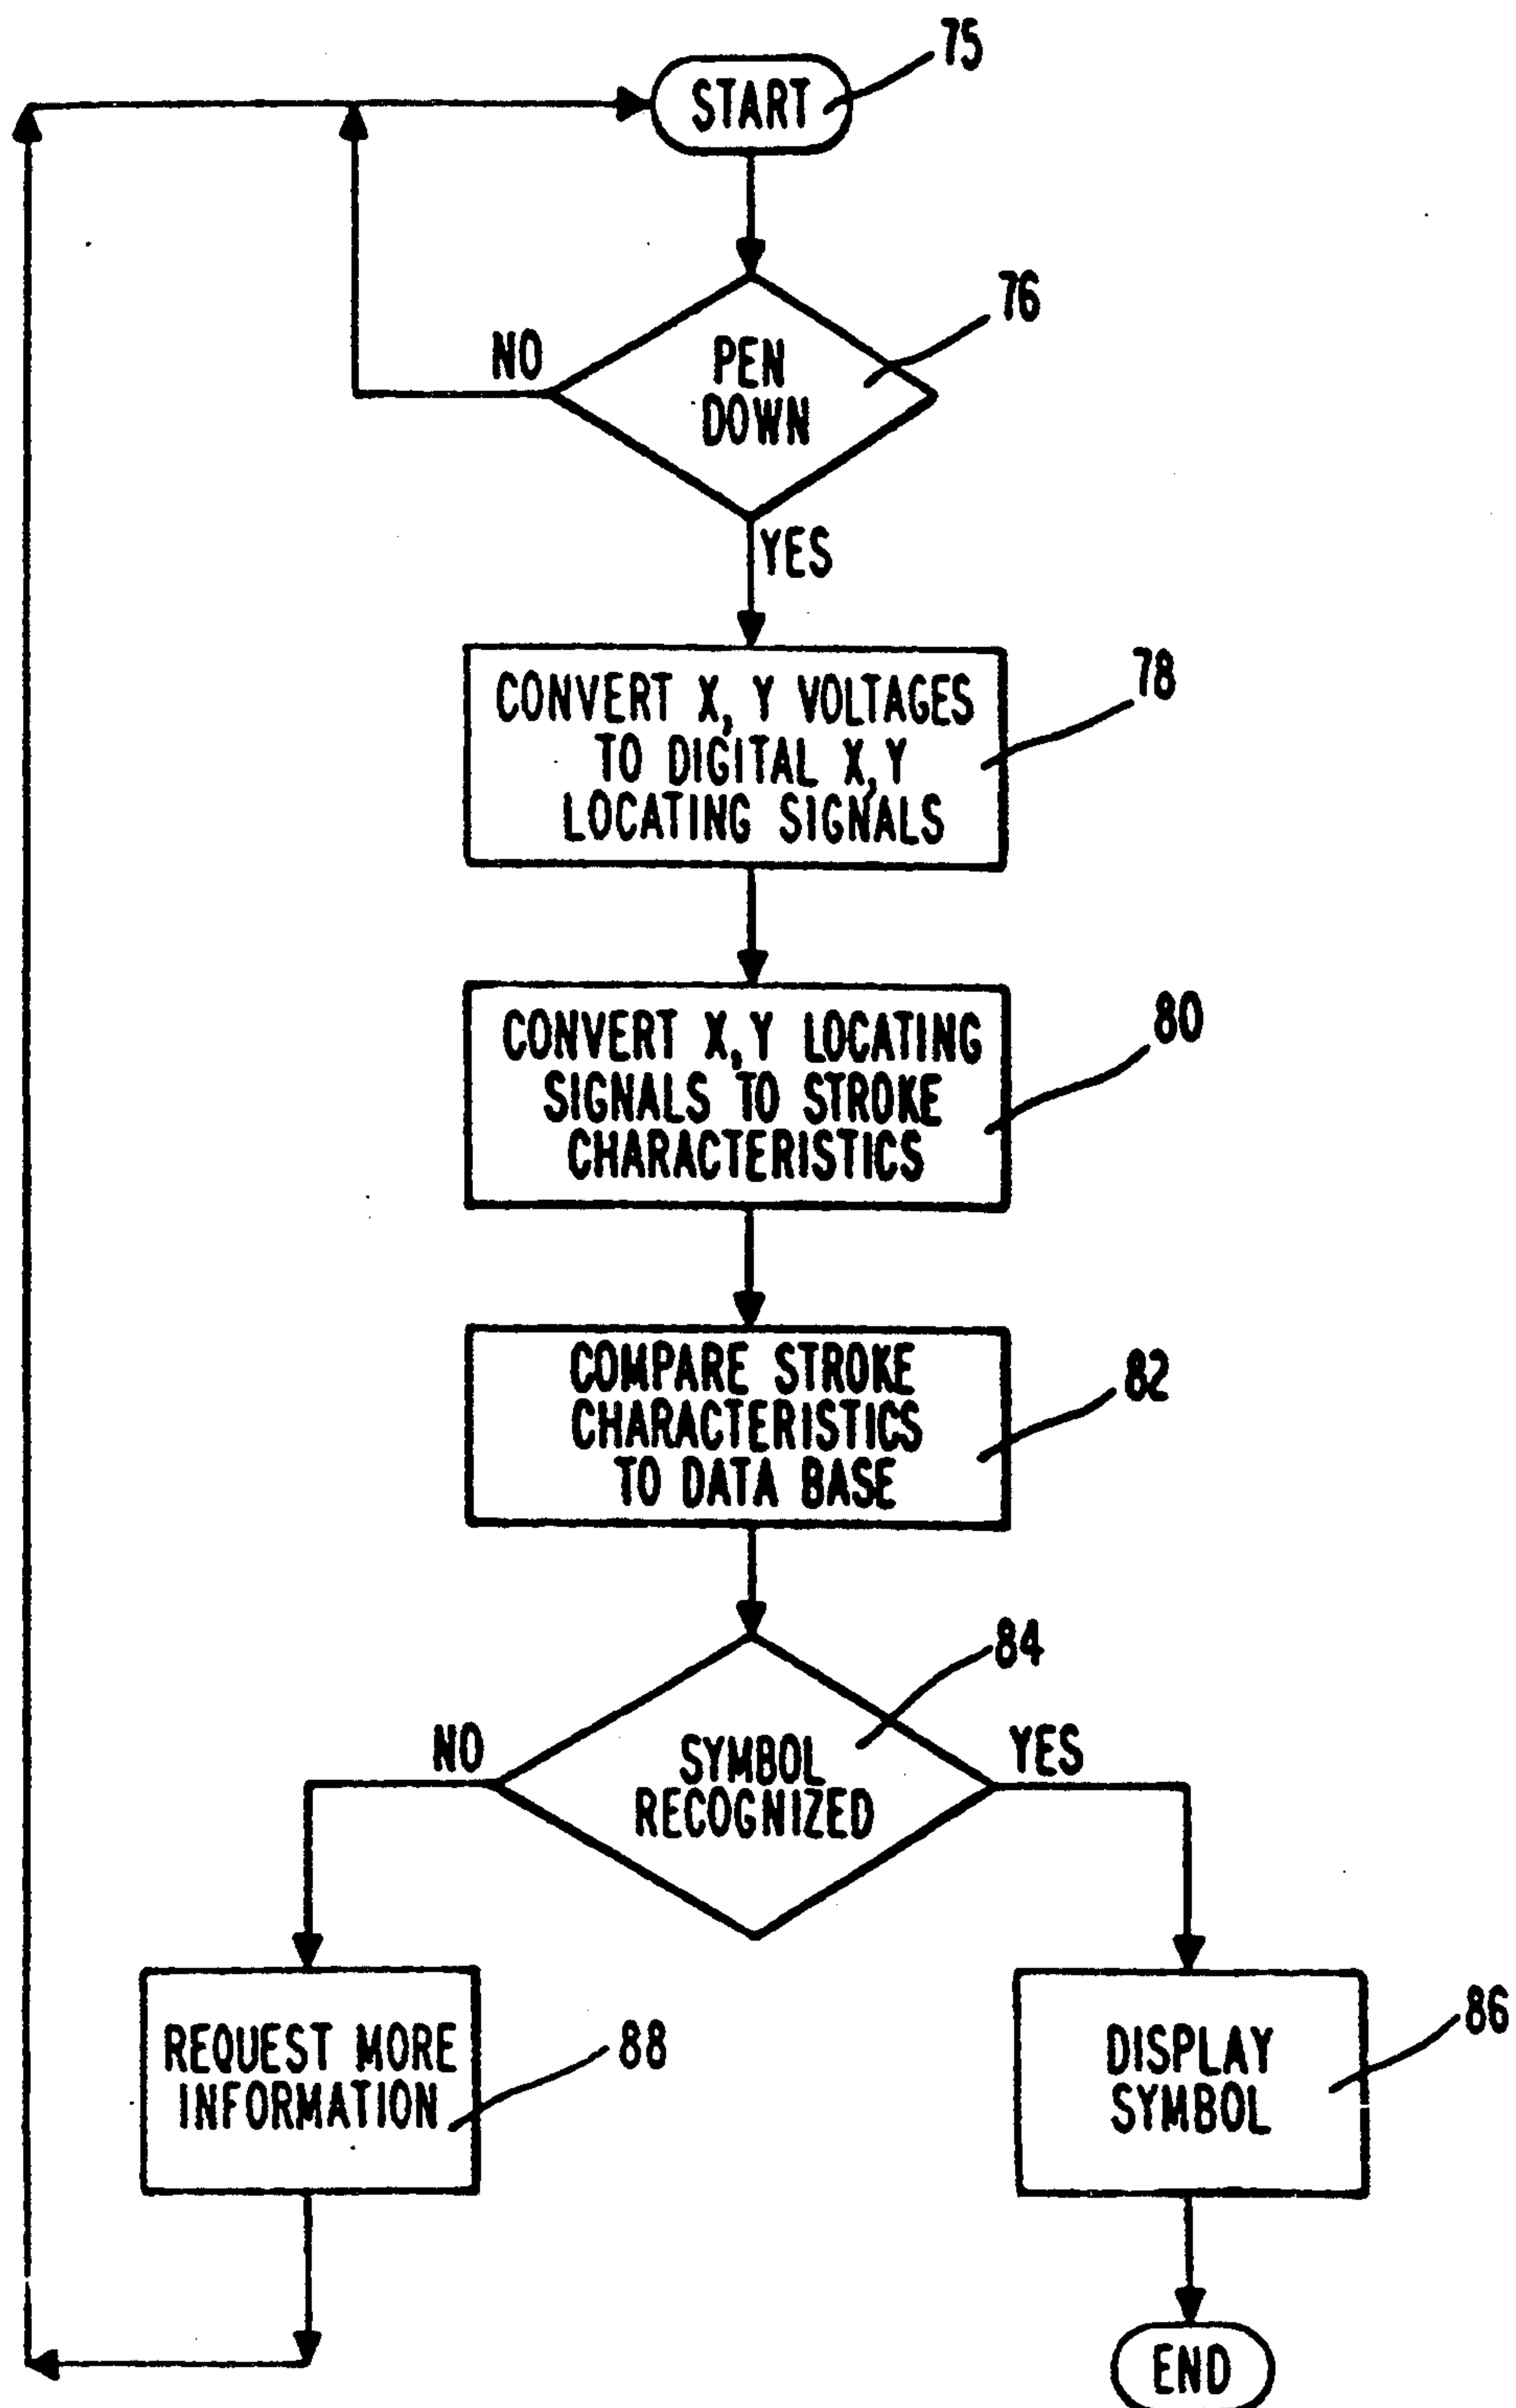 75
START
76
NO
PEN
DOWN
YES
78
CONVERT X, Y VOLTAGES
TO DIGITAL X,Y
LOCATING SIGNALS
80
CONVERT X,Y LOCATING
SIGNALS TO STROKE
CHARACTERISTICS
82
COMPARE STROKE
CHARACTERISTICS
TO DATA BASE
84
NO
YES
SYMBOL
RECOGNIZED
86
88
REQUEST MORE
INFORMATION
DISPLAY
SYMBOL
END